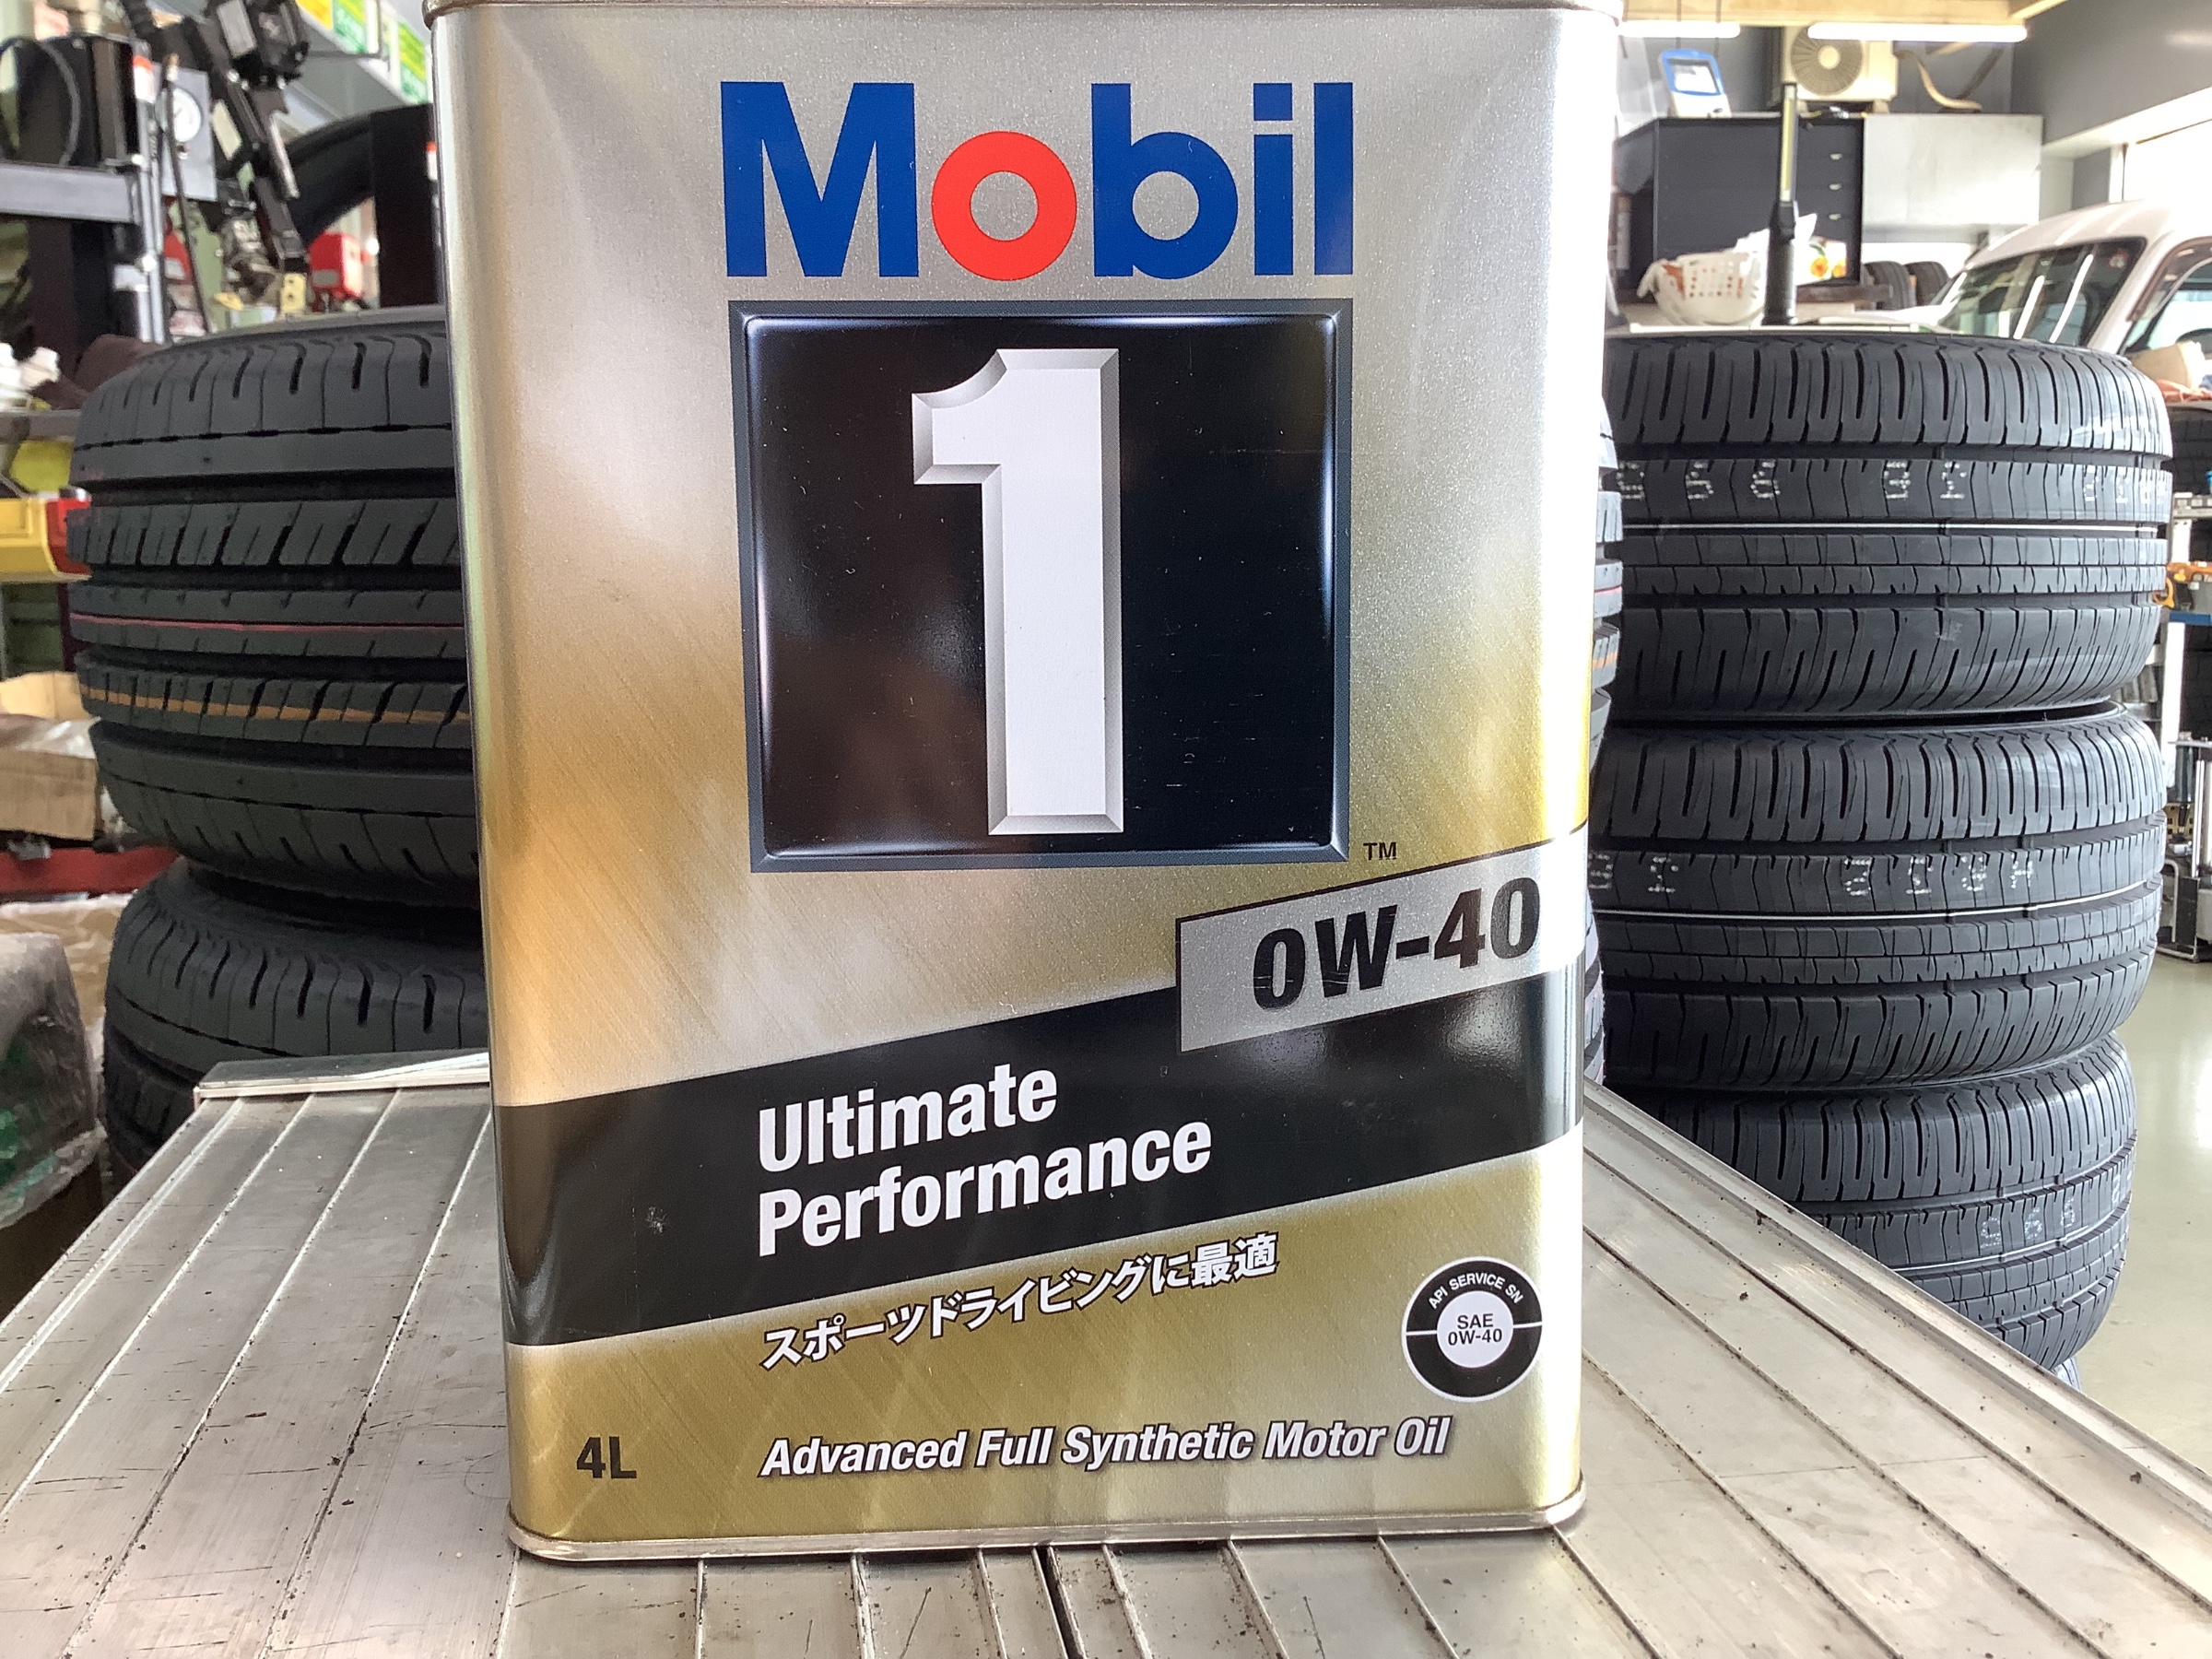 Mobil
1
TM
0W-40
Ultimate
Performance
スポーツドライビングに最適
API SERVICE SN
SAE
0W-40
4L
Advanced Full Synthetic Motor Oil